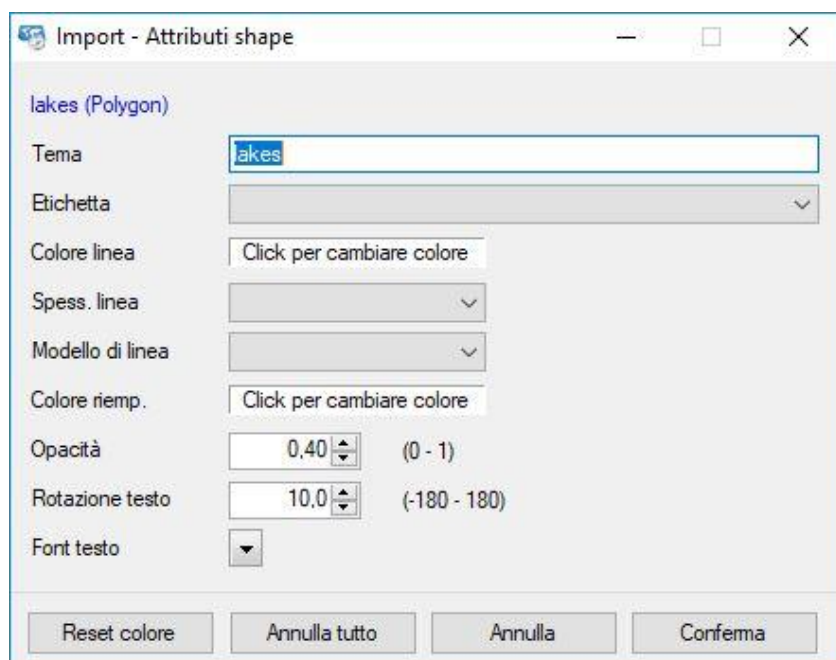 Import - Attributi shape
lakes (Polygon)
Tema lakes
Etichetta
Colore linea Click per cambiare colore
Spess. linea
Modello di linea
Colore riemp. Click per cambiare colore
Opacità 0,40 (0 - 1)
Rotazione testo 10,0 (-180 - 180)
Font testo
Reset colore Annulla tutto Annulla Conferma